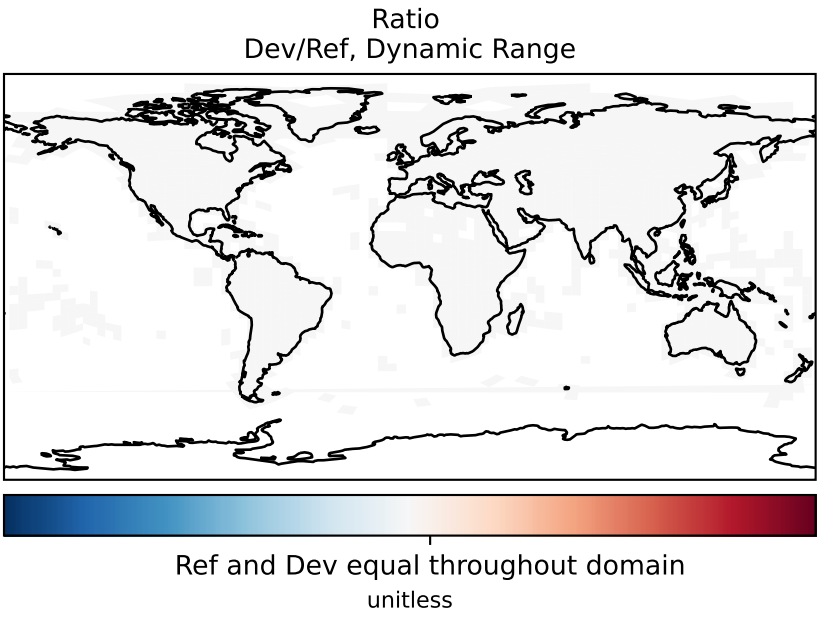 Ratio
Dev/Ref, Dynamic Range
Ref and Dev equal throughout domain
unitless